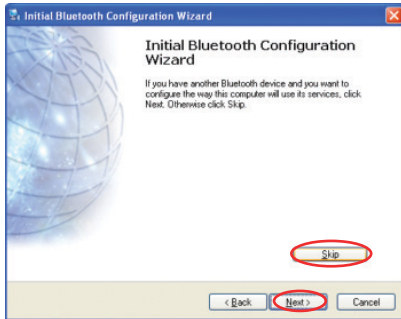 Initial Bluetooth Configuration Wizard
Initial Bluetooth Configuration
Wizard
If you have another Bluetooth device and you want to
configure the way this computer will use its services, click
Next. Otherwise click Skip.
Skip
< Back Next > Cancel